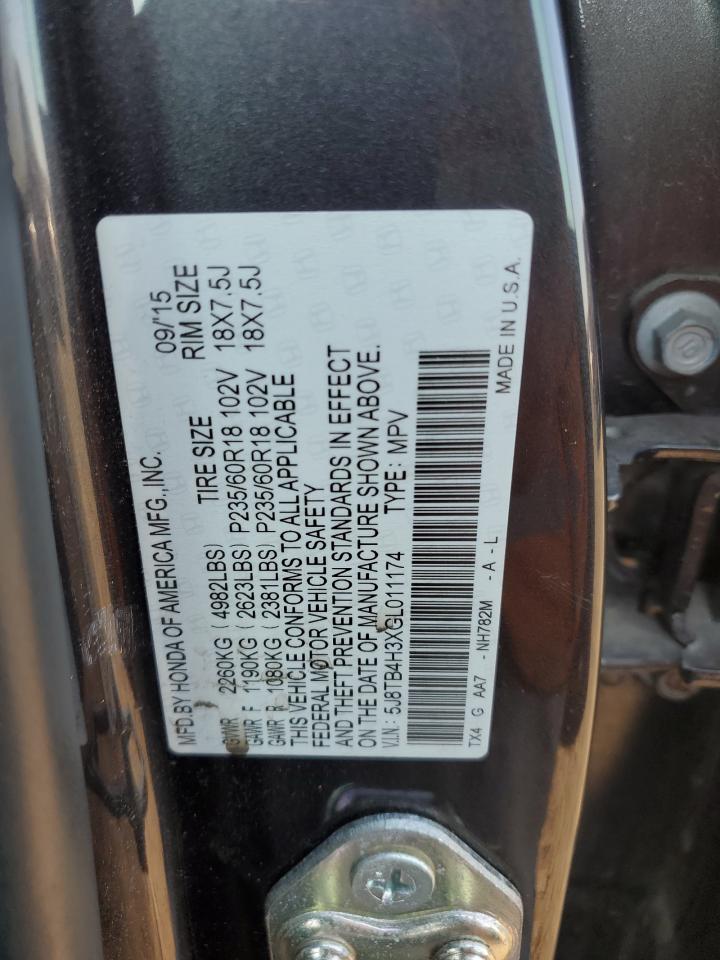 MFD.BY HONDA OF AMERICA MFG.,INC. 09/'15
TIRE SIZE RIM SIZE
GVWR 2260KG ( 4982LBS)
GAWR F 1190KG ( 2623LBS) P235/60R18 102V 18X7.5J
GAWR R 1080KG ( 2381LBS) P235/60R18 102V 18X7.5J
THIS VEHICLE CONFORMS TO ALL APPLICABLE
FEDERAL MOTOR VEHICLE SAFETY
AND THEFT PREVENTION STANDARDS IN EFFECT
ON THE DATE OF MANUFACTURE SHOWN ABOVE.
V.I.N.: 5J8TB4H3XGL011174 TYPE: MPV
TX4 G AA7 - NH782M - A - L MADE IN U.S.A.